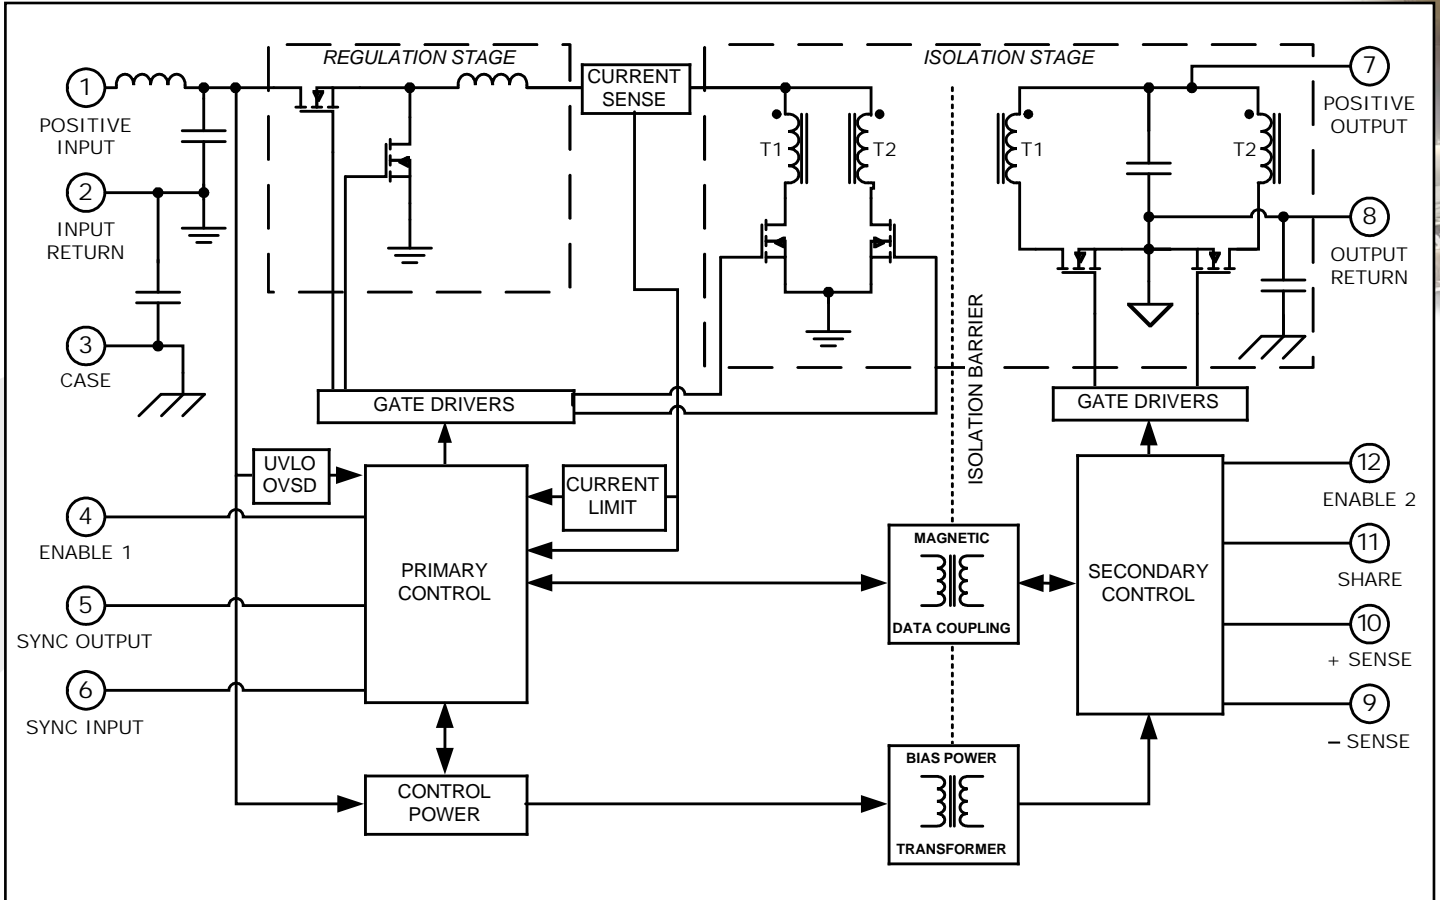 REGULATION STAGE
ISOLATION STAGE
1
POSITIVE
INPUT
2
INPUT
RETURN
3
CASE
CURRENT
SENSE
T1
T2
T1
T2
7
POSITIVE
OUTPUT
8
OUTPUT
RETURN
ISOLATION BARRIER
GATE DRIVERS
GATE DRIVERS
UVLO
OVSD
CURRENT
LIMIT
4
ENABLE 1
5
SYNC OUTPUT
6
SYNC INPUT
PRIMARY
CONTROL
MAGNETIC
DATA COUPLING
SECONDARY
CONTROL
12
ENABLE 2
11
SHARE
10
+ SENSE
9
– SENSE
CONTROL
POWER
BIAS POWER
TRANSFORMER